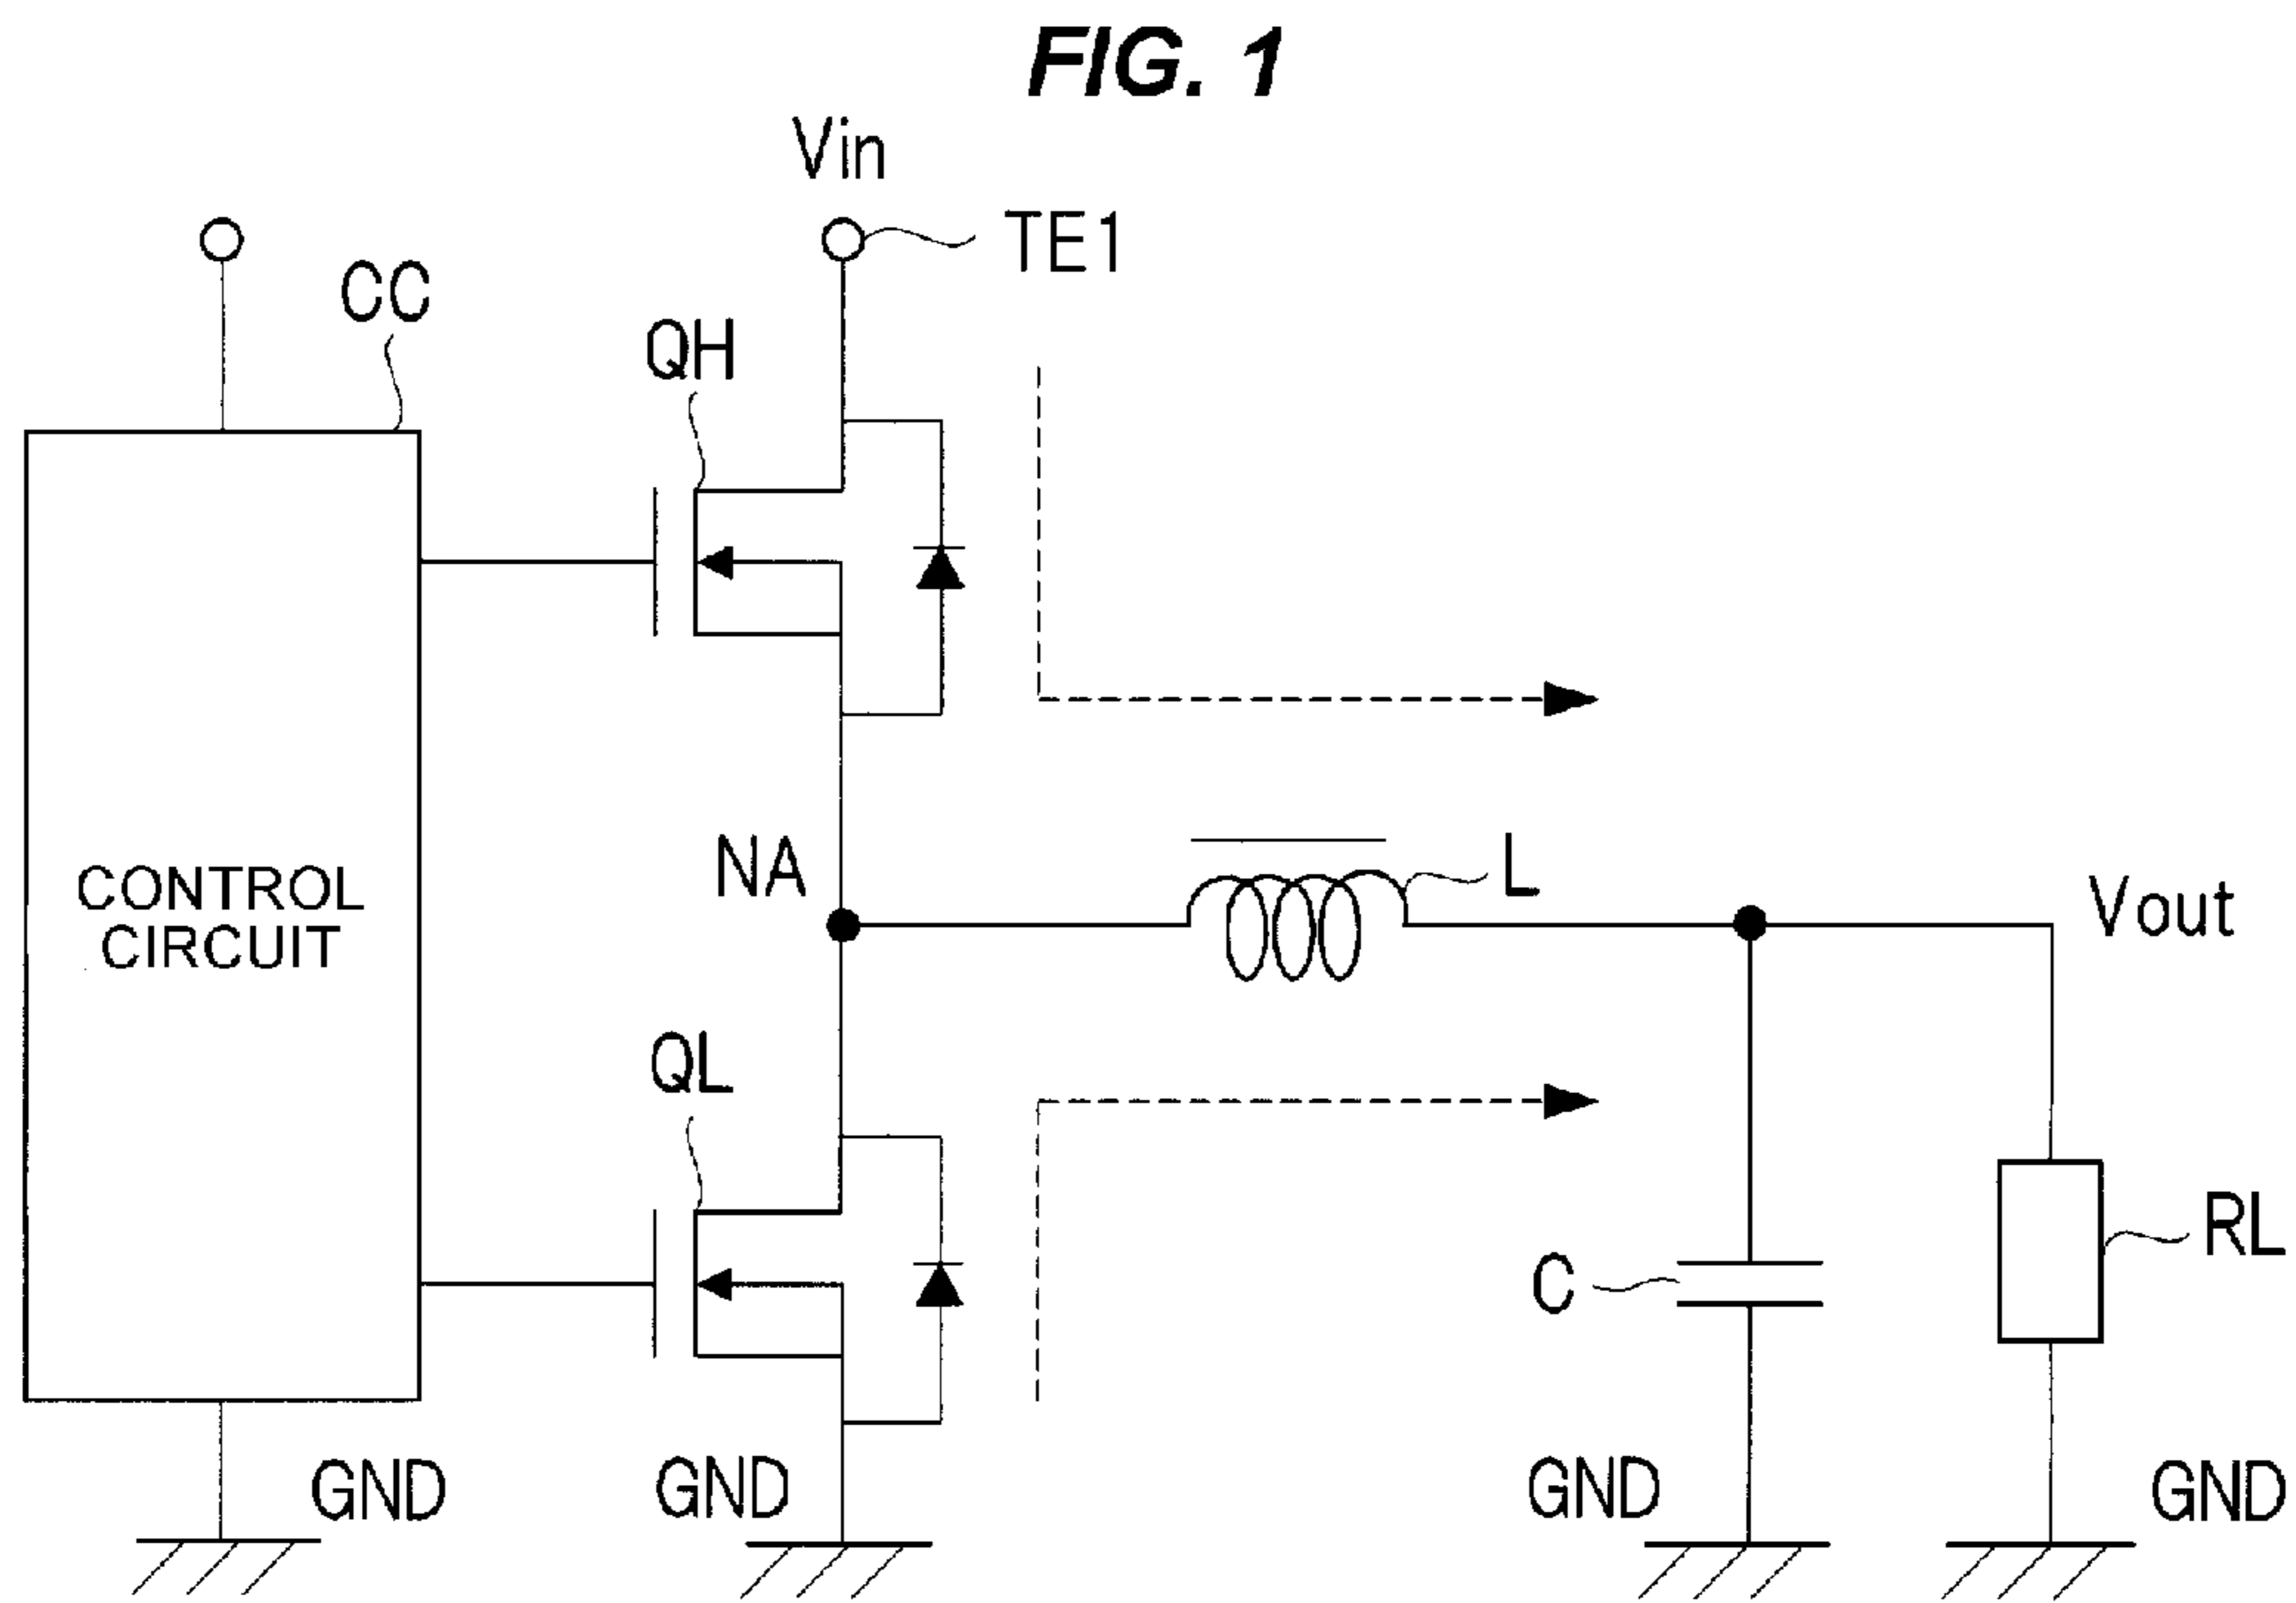 FIG. 1
Vin
TE1
CC
QH
NA
L
Vout
CONTROL
CIRCUIT
QL
C
RL
GND
GND
GND
GND